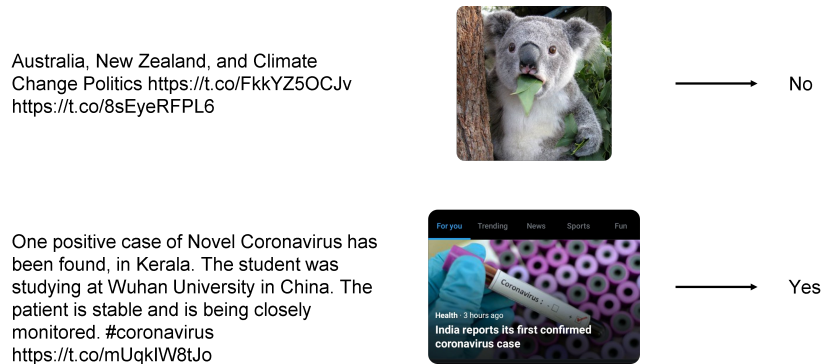 Australia, New Zealand, and Climate
Change Politics https://t.co/FkkYZ5OCJv
https://t.co/8sEyeRFPL6
No
One positive case of Novel Coronavirus has
been found, in Kerala. The student was
studying at Wuhan University in China. The
patient is stable and is being closely
monitored. #coronavirus
https://t.co/mUqkIW8tJo
For you Trending News Sports Fun
Coronavirus :
Health · 3 hours ago
India reports its first confirmed
coronavirus case
Yes